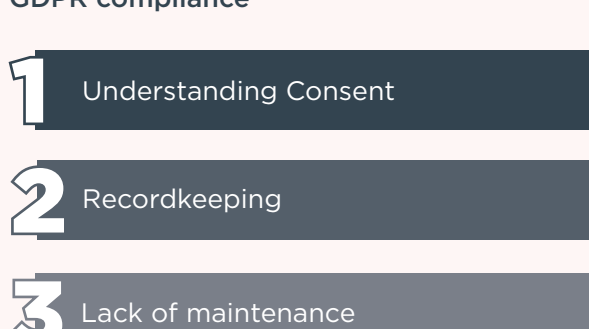 GDPR compliance
1 Understanding Consent
2 Recordkeeping
3 Lack of maintenance